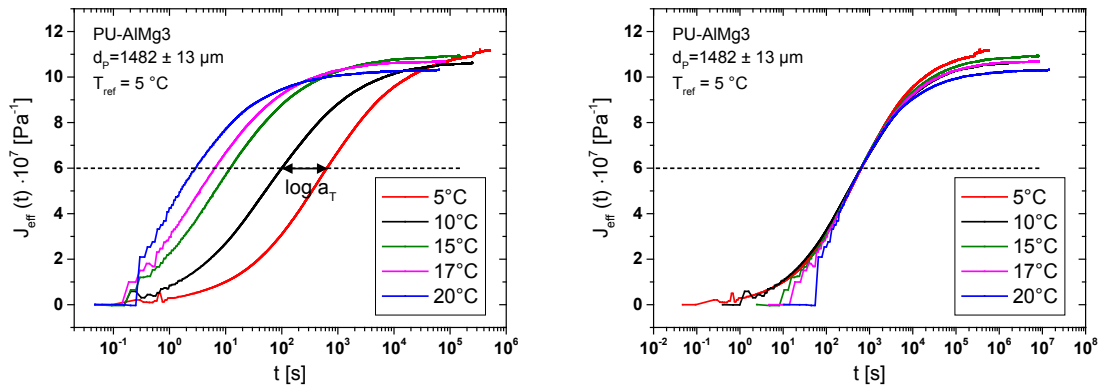 PU-AlMg3
d_P=1482 ± 13 µm
T_ref = 5 °C
log a_T
5°C
10°C
15°C
17°C
20°C
J_eff (t) ·10^7 [Pa^-1]
12
10
8
6
4
2
0
10^-1 10^0 10^1 10^2 10^3 10^4 10^5 10^6
t [s]
PU-AlMg3
d_P=1482 ± 13 µm
T_ref = 5 °C
5°C
10°C
15°C
17°C
20°C
J_eff (t) ·10^7 [Pa^-1]
12
10
8
6
4
2
0
10^-2 10^-1 10^0 10^1 10^2 10^3 10^4 10^5 10^6 10^7 10^8
t [s]